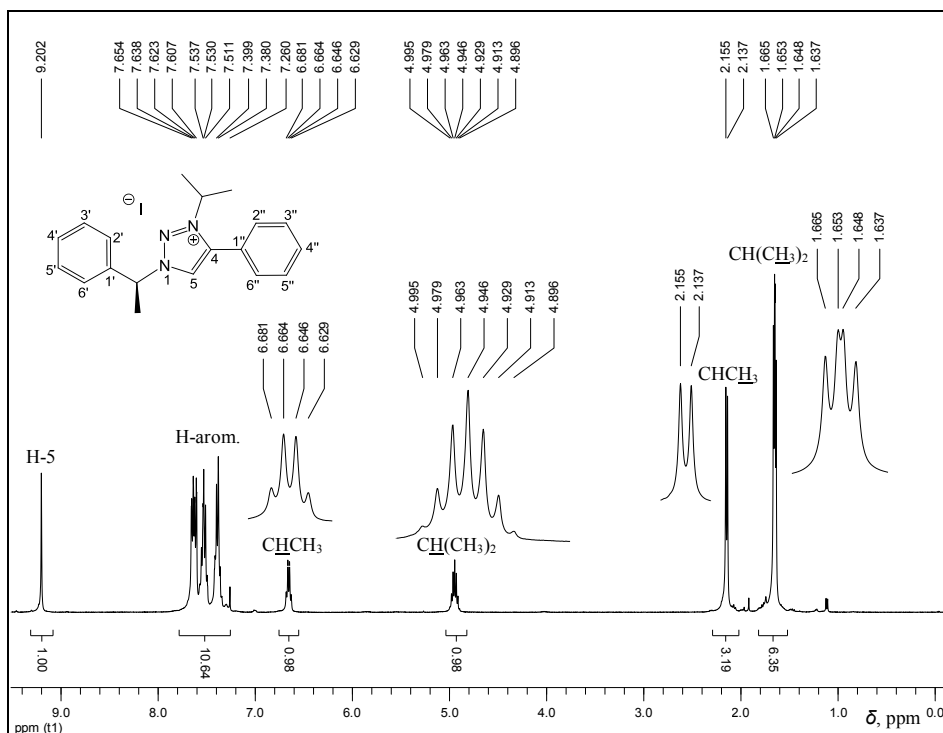 9.202 7.654 7.638 7.623 7.607 7.537 7.530 7.511 7.399 7.380 7.260 6.681 6.664 6.646 6.629 4.995 4.979 4.963 4.946 4.929 4.913 4.896 2.155 2.137 1.665 1.653 1.648 1.637
⊖ I
3' 4' 2' 5' 1' 6'
N N N + 1 5 4
2" 3" 1" 4" 6" 5"
6.681 6.664 6.646 6.629
4.995 4.979 4.963 4.946 4.929 4.913 4.896
2.155 2.137
1.665 1.653 1.648 1.637
CH(CH3)2
CHCH3
H-arom.
H-5
CHCH3
CH(CH3)2
1.00 10.64 0.98 0.98 3.19 6.35
9.0 8.0 7.0 6.0 5.0 4.0 3.0 2.0 1.0 0.0
ppm (t1)
δ, ppm